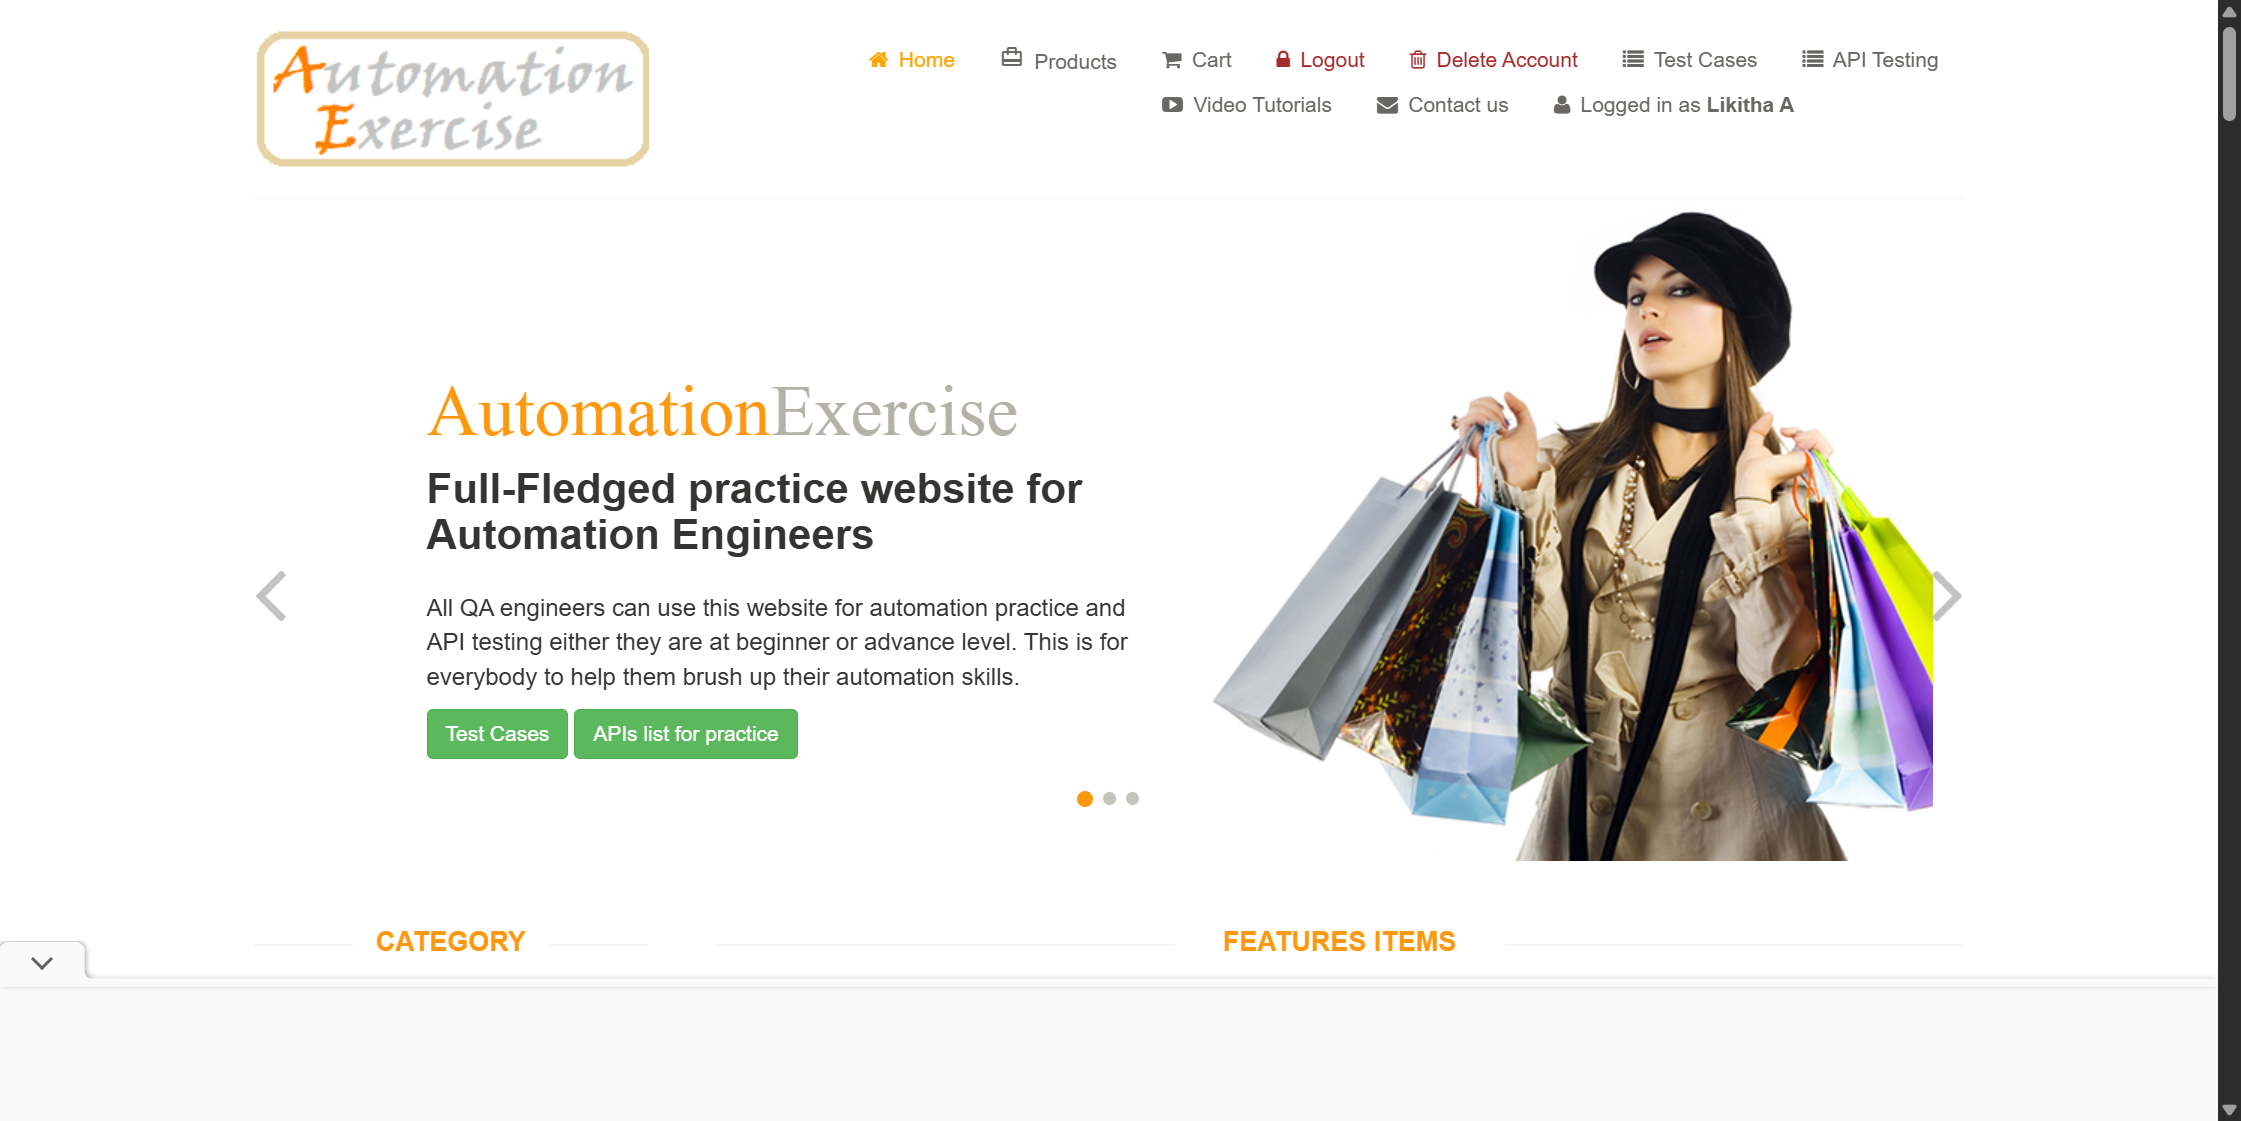 Automation
Exercise
Home Products Cart Logout Delete Account Test Cases API Testing
Video Tutorials Contact us Logged in as Likitha A
AutomationExercise
Full-Fledged practice website for
Automation Engineers
All QA engineers can use this website for automation practice and
API testing either they are at beginner or advance level. This is for
everybody to help them brush up their automation skills.
Test Cases APIs list for practice
CATEGORY
FEATURES ITEMS